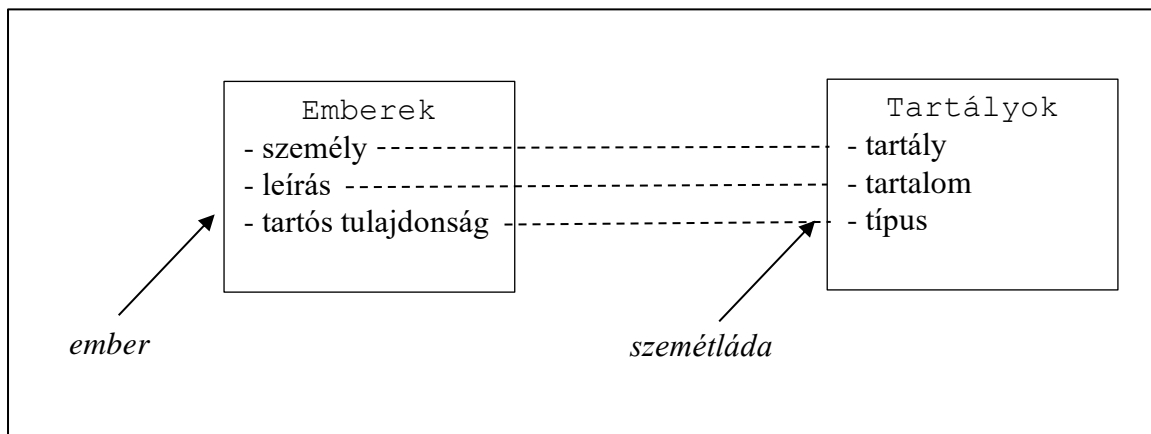 Emberek
- személy
- leírás
- tartós tulajdonság
Tartályok
- tartály
- tartalom
- típus
ember
szemétláda